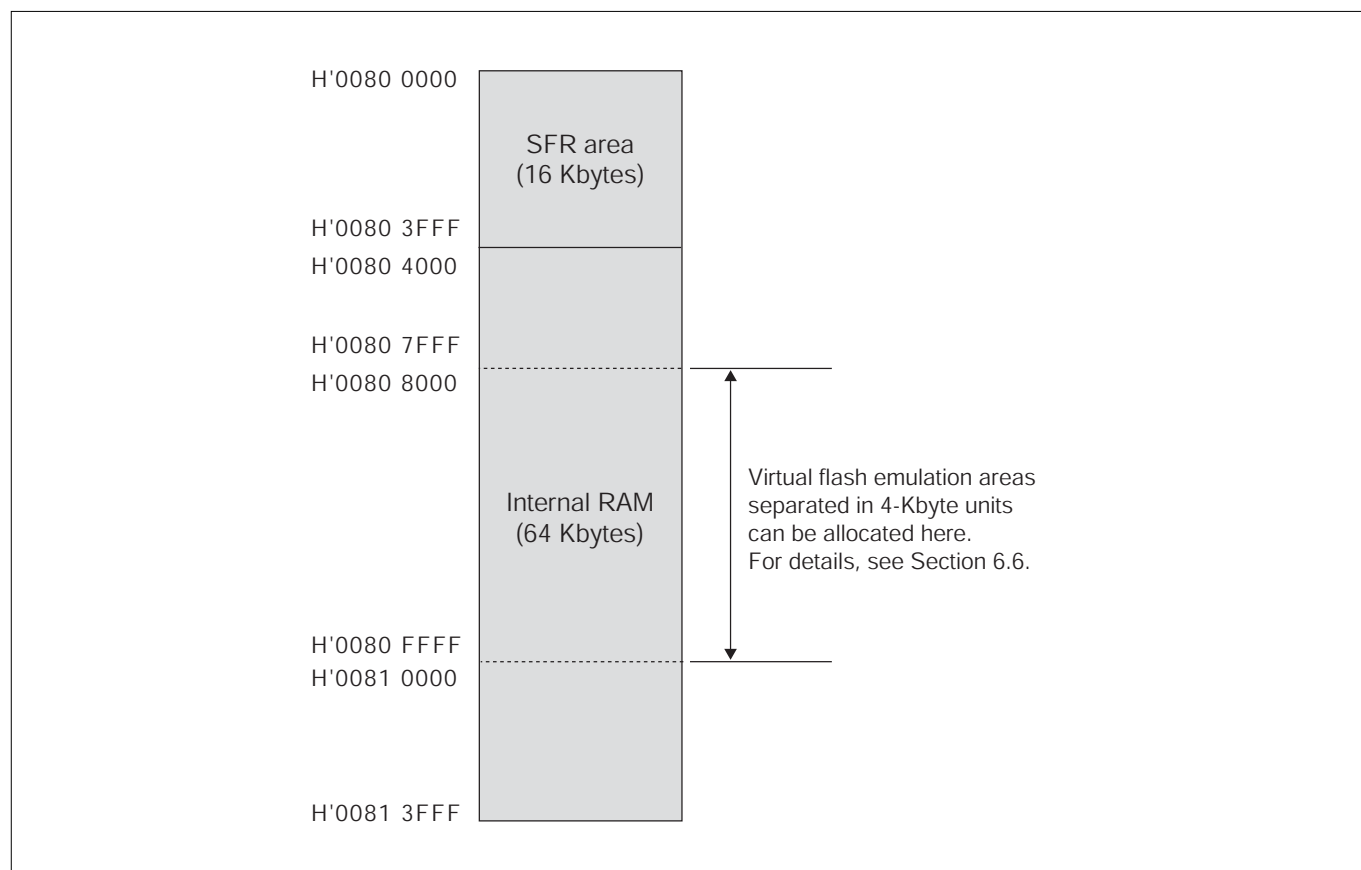 H'0080 0000
SFR area
(16 Kbytes)
H'0080 3FFF
H'0080 4000
H'0080 7FFF
H'0080 8000
Internal RAM
(64 Kbytes)
Virtual flash emulation areas
separated in 4-Kbyte units
can be allocated here.
For details, see Section 6.6.
H'0080 FFFF
H'0081 0000
H'0081 3FFF